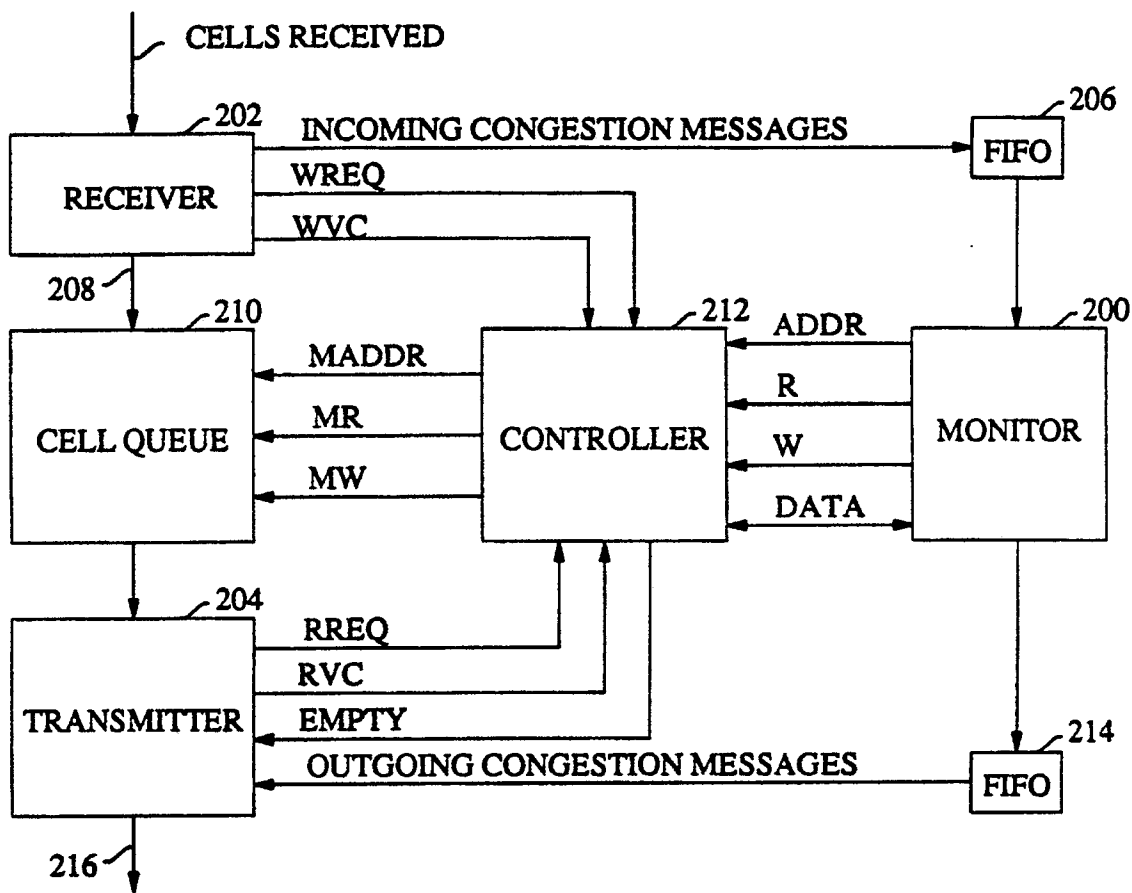 CELLS RECEIVED
202
INCOMING CONGESTION MESSAGES
206
FIFO
RECEIVER
WREQ
WVC
208
210
212
200
CELL QUEUE
MADDR
MR
MW
CONTROLLER
ADDR
R
W
DATA
MONITOR
204
TRANSMITTER
RREQ
RVC
EMPTY
OUTGOING CONGESTION MESSAGES
214
FIFO
216